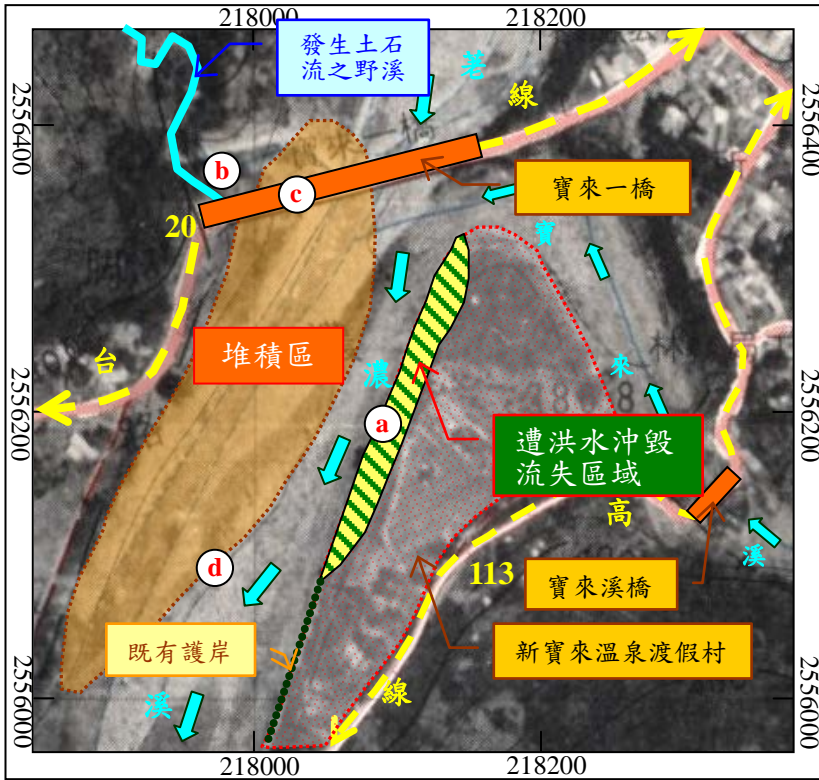 218000
218200
2556400
2556400
發生土石
流之野溪
荖
線
b
c
寶來一橋
20
寶
堆積區
濃
台
來
a
2556200
2556200
遭洪水沖毀
流失區域
高
d
溪
113
寶來溪橋
既有護岸
新寶來溫泉渡假村
溪
線
2556000
2556000
218000
218200